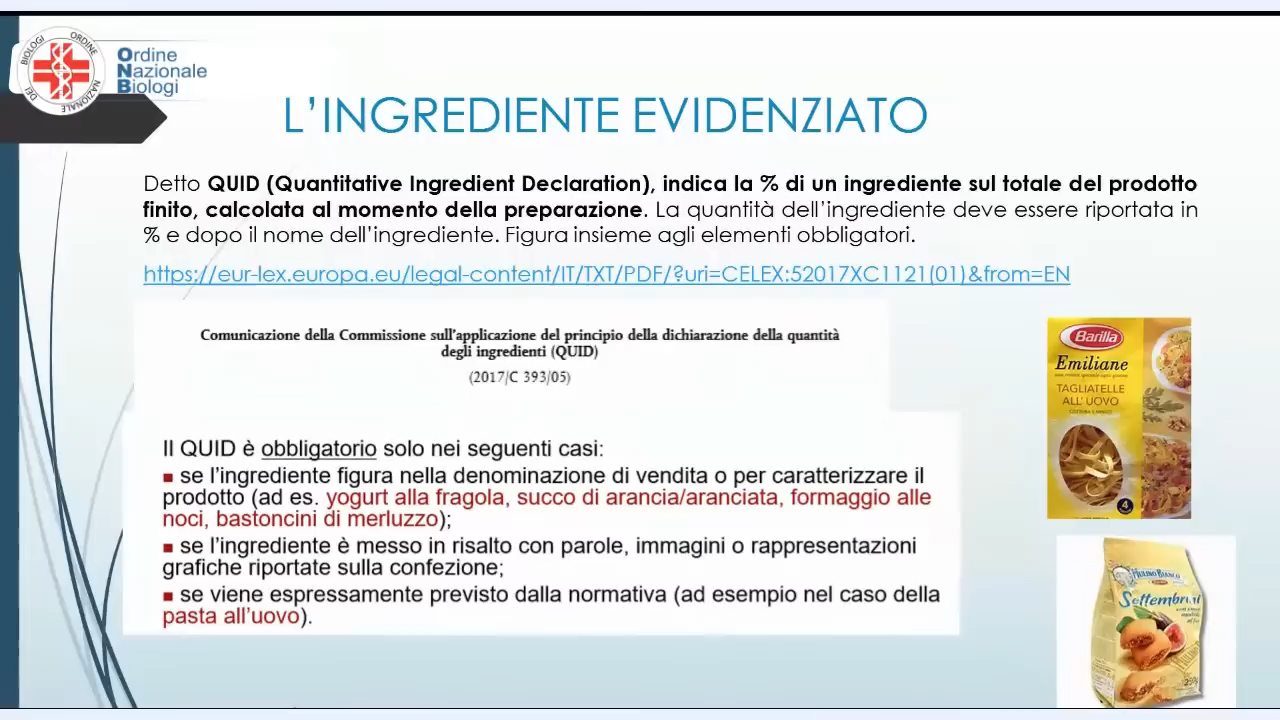 BIOLOGI ORDINE
NAZIONALE DEI
Ordine
Nazionale
Biologi
L’INGREDIENTE EVIDENZIATO
Detto QUID (Quantitative Ingredient Declaration), indica la % di un ingrediente sul totale del prodotto
finito, calcolata al momento della preparazione. La quantità dell’ingrediente deve essere riportata in
% e dopo il nome dell’ingrediente. Figura insieme agli elementi obbligatori.
https://eur-lex.europa.eu/legal-content/IT/TXT/PDF/?uri=CELEX:52017XC1121(01)&from=EN
Comunicazione della Commissione sull’applicazione del principio della dichiarazione della quantità
degli ingredienti (QUID)
(2017/C 393/05)
Il QUID è obbligatorio solo nei seguenti casi:
▪ se l’ingrediente figura nella denominazione di vendita o per caratterizzare il
prodotto (ad es. yogurt alla fragola, succo di arancia/aranciata, formaggio alle
noci, bastoncini di merluzzo);
▪ se l’ingrediente è messo in risalto con parole, immagini o rappresentazioni
grafiche riportate sulla confezione;
▪ se viene espressamente previsto dalla normativa (ad esempio nel caso della
pasta all’uovo).
Barilla
Emiliane
TAGLIATELLE
ALL’ UOVO
4
MULINO BIANCO
Settembrini